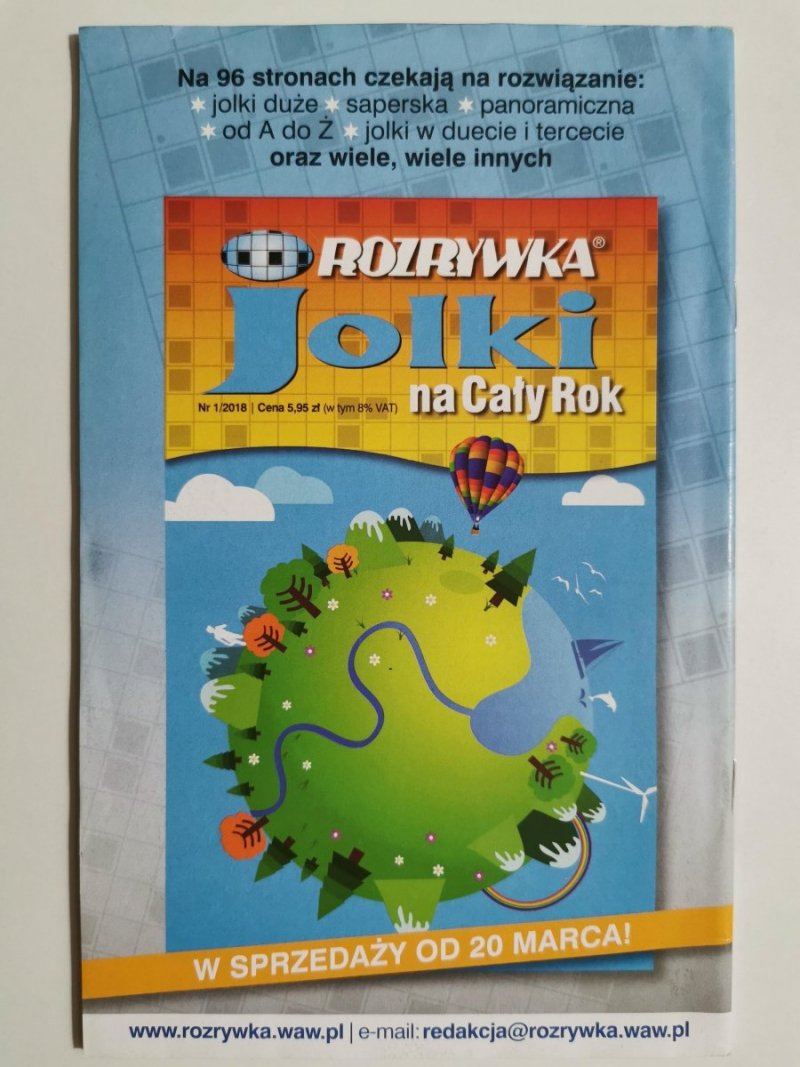 Na 96 stronach czekają na rozwiązanie:
jolki duże saperska panoramiczna
od A do Ż jolki w duecie i tercecie
oraz wiele, wiele innych
ROZRYWKA®
Jolki
na Cały Rok
Nr 1/2018 | Cena 5,95 zł (w tym 8% VAT)
W SPRZEDAŻY OD 20 MARCA!
www.rozrywka.waw.pl | e-mail: redakcja@rozrywka.waw.pl